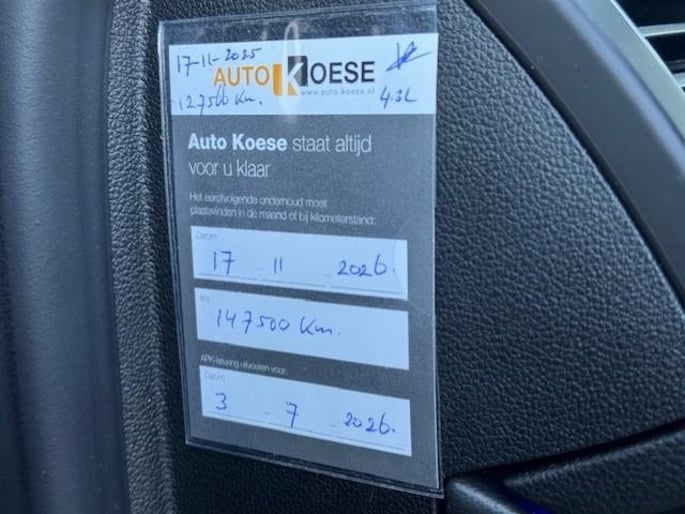 17-11-2025
AUTO KOESE
www.auto-koese.nl
127500 Km.
4.3L
Auto Koese staat altijd
voor u klaar
Het eerstvolgende onderhoud moet
plaatsvinden in de maand of bij kilometerstand:
Datum
17 - 11 - 2026.
km
147500 Km.
APK-keuring uitvoeren voor:
Datum
3 - 7 - 2026.